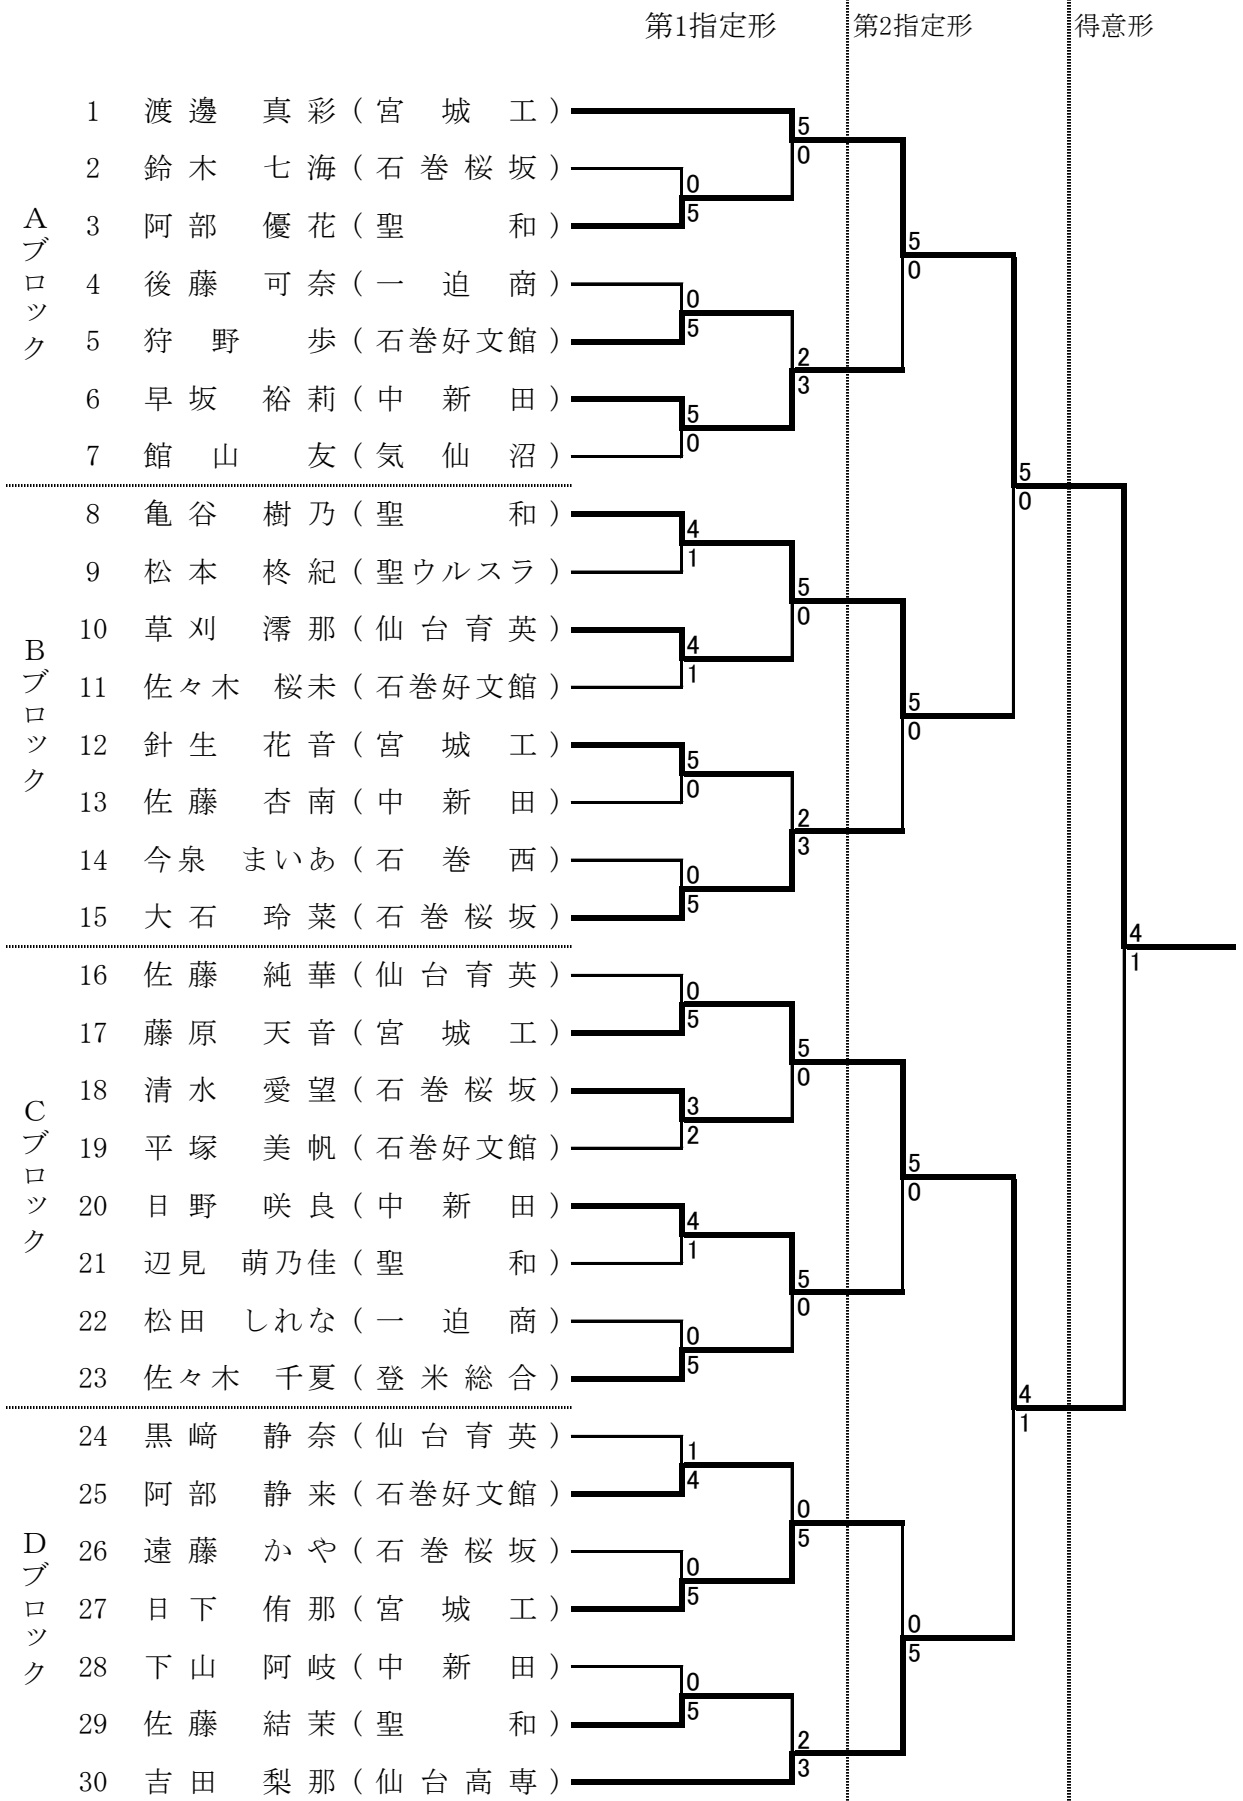 第1指定形 第2指定形 得意形
Aブロック
1 渡邊 真彩（宮城工）
2 鈴木 七海（石巻桜坂）
3 阿部 優花（聖和）
4 後藤 可奈（一迫商）
5 狩野 歩（石巻好文館）
6 早坂 裕莉（中新田）
7 館山 友（気仙沼）
5
0
0
5
0
5
2
3
5
0
5
0
Bブロック
8 亀谷 樹乃（聖和）
9 松本 柊紀（聖ウルスラ）
10 草刈 澪那（仙台育英）
11 佐々木 桜未（石巻好文館）
12 針生 花音（宮城工）
13 佐藤 杏南（中新田）
14 今泉 まいあ（石巻西）
15 大石 玲菜（石巻桜坂）
4
1
5
0
4
1
5
0
5
0
2
3
0
5
5
0
4
1
Cブロック
16 佐藤 純華（仙台育英）
17 藤原 天音（宮城工）
18 清水 愛望（石巻桜坂）
19 平塚 美帆（石巻好文館）
20 日野 咲良（中新田）
21 辺見 萌乃佳（聖和）
22 松田 しれな（一迫商）
23 佐々木 千夏（登米総合）
0
5
5
0
3
2
5
0
4
1
5
0
0
5
4
1
Dブロック
24 黒﨑 静奈（仙台育英）
25 阿部 静来（石巻好文館）
26 遠藤 かや（石巻桜坂）
27 日下 侑那（宮城工）
28 下山 阿岐（中新田）
29 佐藤 結茉（聖和）
30 吉田 梨那（仙台高専）
1
4
0
5
0
5
0
5
0
5
2
3